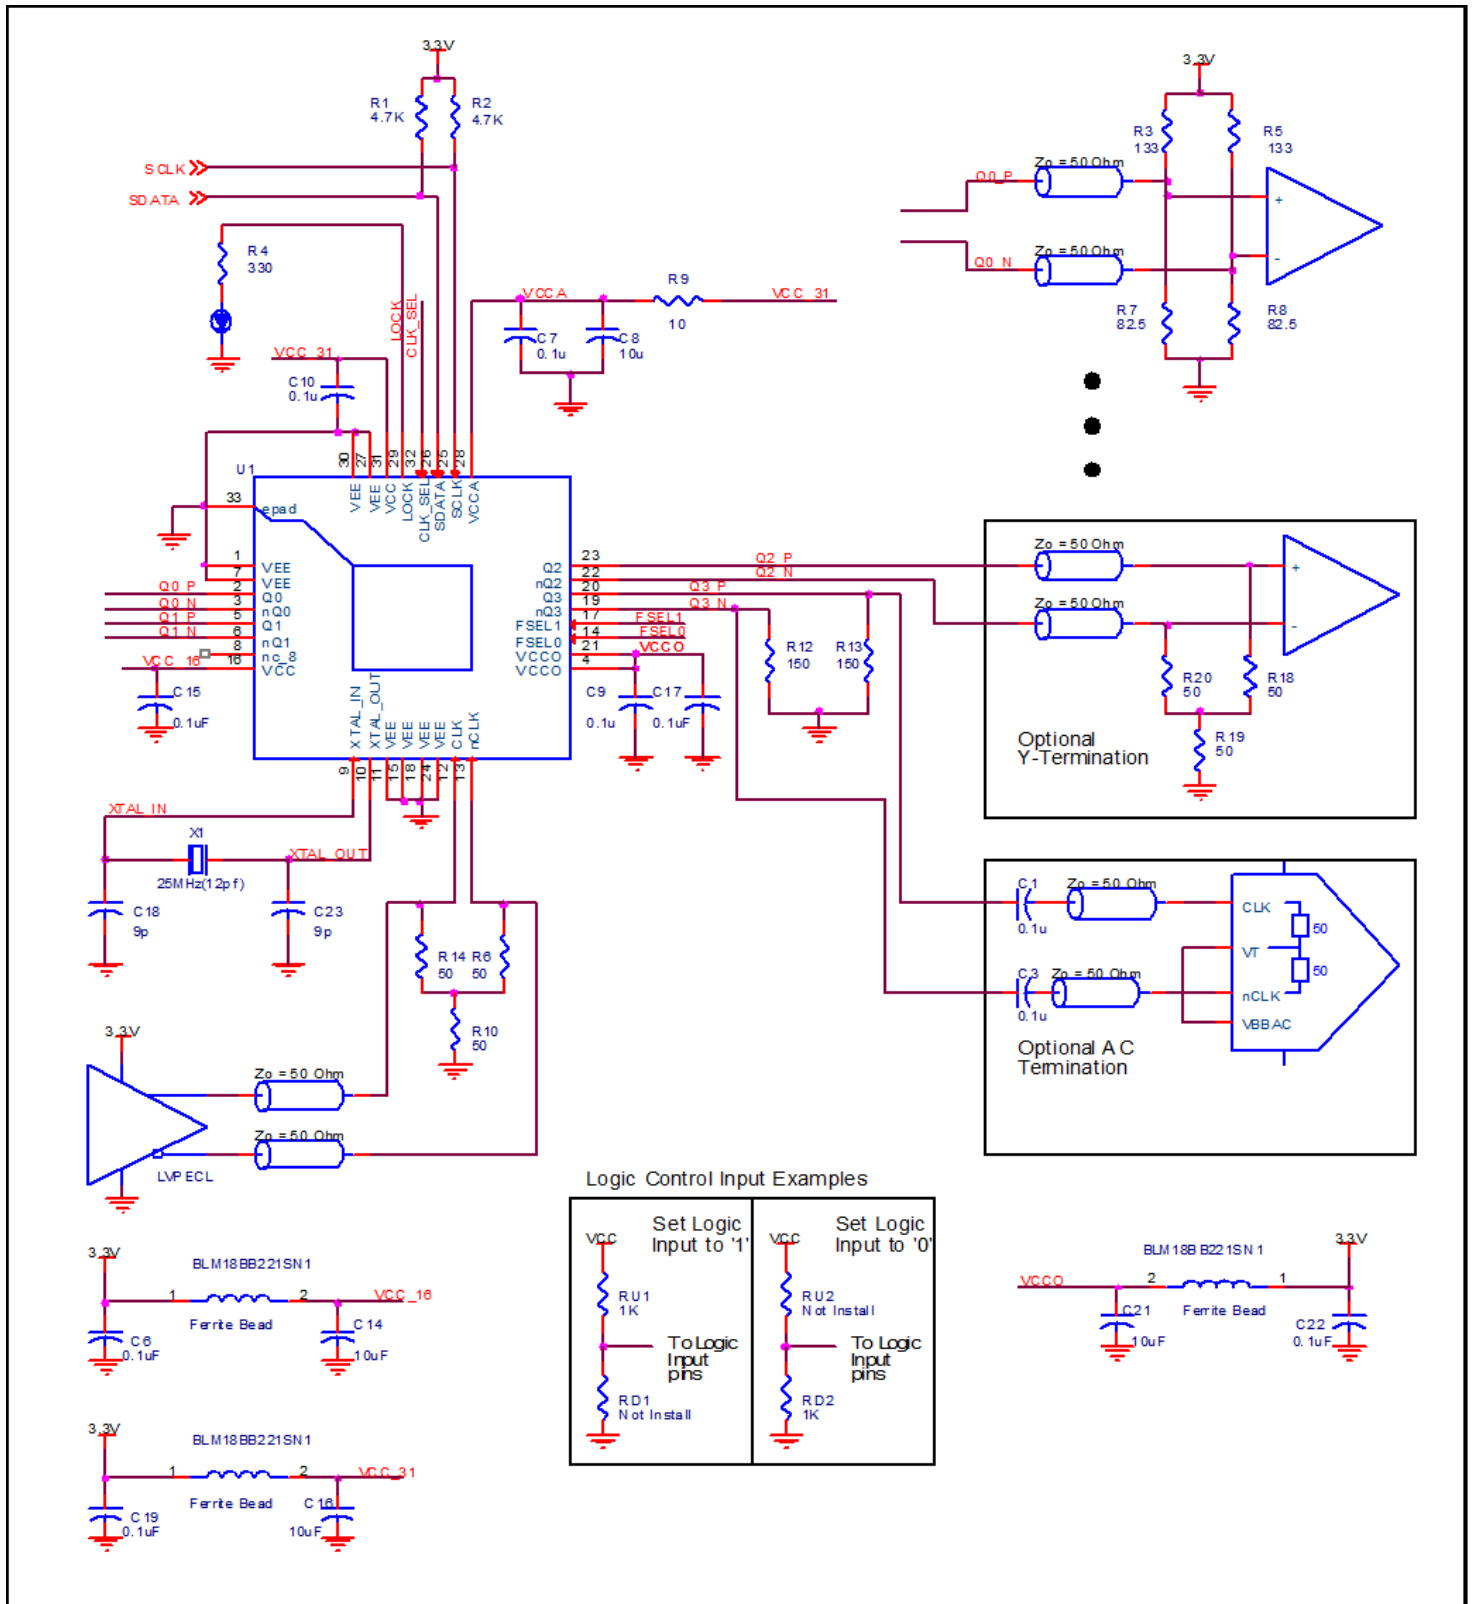 3.3V
R1
4.7K
R2
4.7K
SCLK
SDATA
R4
330
LOCK
CLK_SEL
VCCA
R9
10
VCC_31
C7
0.1u
C8
10u
VCC_31
C10
0.1u
3.3V
R3
133
R5
133
Zo = 50 Ohm
Q0_P
+
Zo = 50 Ohm
Q0_N
-
R7
82.5
R8
82.5
U1
30
27
31
29
32
26
25
28
VEE
VEE
VCC
LOCK
CLK_SEL
SDATA
SCLK
VCCA
33
epad
1
VEE
7
VEE
Q0_P
2
Q0
Q0_N
3
nQ0
Q1_P
5
Q1
Q1_N
6
nQ1
8
nc_8
VCC_16
16
VCC
C15
0.1uF
Q2
23
Q2_P
nQ2
22
Q2_N
Q3
20
Q3_P
nQ3
19
Q3_N
FSEL1
17
FSEL1
FSEL0
14
FSEL0
VCCO
21
VCCO
VCCO
4
C9
0.1u
C17
0.1uF
R12
150
R13
150
XTAL_IN
XTAL_OUT
VEE
VEE
VEE
VEE
CLK
nCLK
9
10
11
15
18
24
12
13
Zo = 50 Ohm
+
Zo = 50 Ohm
-
R20
50
R18
50
R19
50
Optional
Y-Termination
XTAL_IN
X1
XTAL_OUT
25MHz(12pf)
C18
9p
C23
9p
R14
50
R6
50
R10
50
3.3V
Zo = 50 Ohm
Zo = 50 Ohm
LVPECL
C1
0.1u
Zo = 50 Ohm
CLK
50
VT
50
C3
0.1u
Zo = 50 Ohm
nCLK
VBBAC
Optional AC
Termination
Logic Control Input Examples
VCC
Set Logic
Input to '1'
RU1
1K
To Logic
Input
pins
RD1
Not Install
VCC
Set Logic
Input to '0'
RU2
Not Install
To Logic
Input
pins
RD2
1K
3.3V
BLM18BB221SN1
1
2
VCC_16
Ferrite Bead
C6
0.1uF
C14
10uF
BLM18BB221SN1
3.3V
VCCO
2
1
Ferrite Bead
C21
10uF
C22
0.1uF
3.3V
BLM18BB221SN1
1
2
VCC_31
Ferrite Bead
C19
0.1uF
C16
10uF